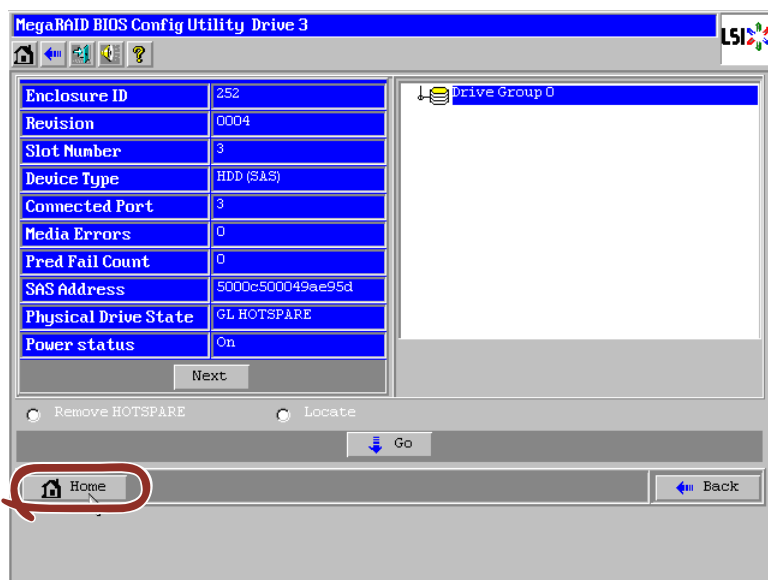 MegaRAID BIOS Config Utility Drive 3
LSI
Enclosure ID 252
Revision 0004
Slot Number 3
Device Type HDD (SAS)
Connected Port 3
Media Errors 0
Pred Fail Count 0
SAS Address 5000c500049ae95d
Physical Drive State GL HOTSPARE
Power status On
Next
Drive Group 0
Remove HOTSPARE Locate
Go
Home Back